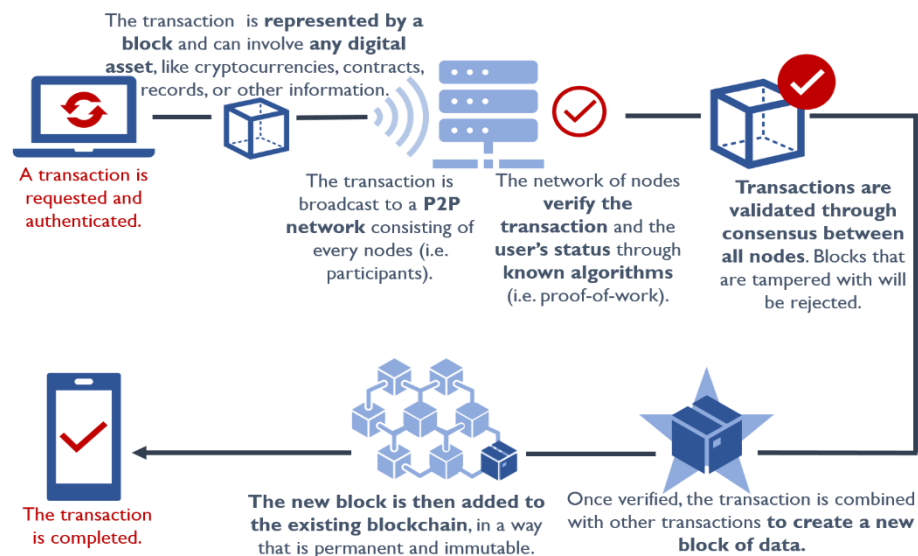 The transaction is represented by a
block and can involve any digital
asset, like cryptocurrencies, contracts,
records, or other information.
A transaction is
requested and
authenticated.
The transaction is
broadcast to a P2P
network consisting of
every nodes (i.e.
participants).
The network of nodes
verify the
transaction and the
user's status through
known algorithms
(i.e. proof-of-work).
Transactions are
validated through
consensus between
all nodes. Blocks that
are tampered with will
be rejected.
Once verified, the transaction is combined
with other transactions to create a new
block of data.
The new block is then added to
the existing blockchain, in a way
that is permanent and immutable.
The transaction
is completed.